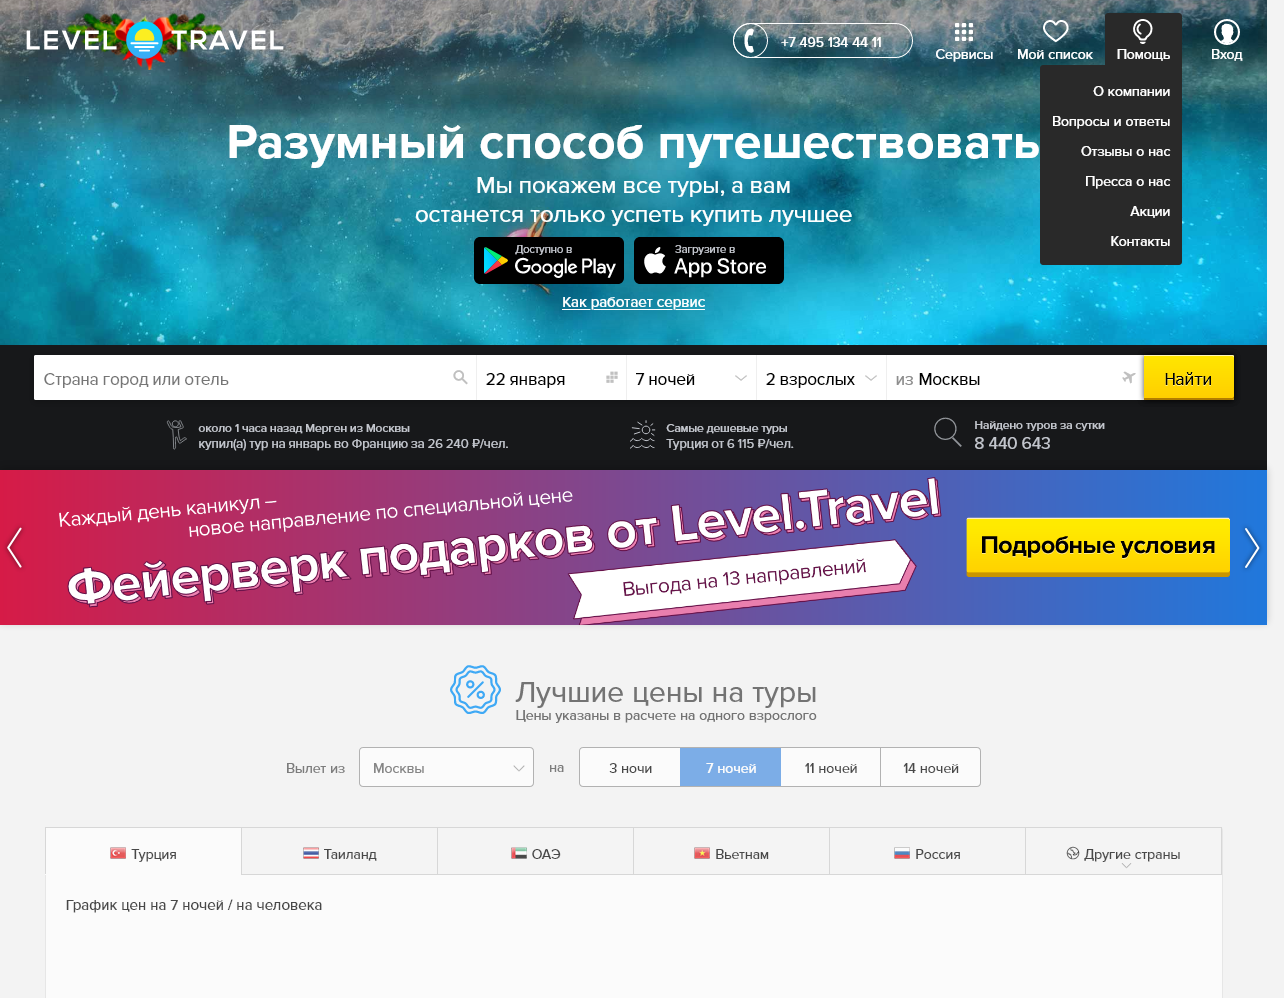 LEVEL TRAVEL
+7 495 134 44 11
Сервисы
Мой список
Помощь
Вход
О компании
Вопросы и ответы
Отзывы о нас
Пресса о нас
Акции
Контакты
Разумный способ путешествовать
Мы покажем все туры, а вам
останется только успеть купить лучшее
Доступно в
Google Play
Загрузите в
App Store
Как работает сервис
Страна город или отель
22 января
7 ночей
2 взрослых
из Москвы
Найти
около 1 часа назад Мерген из Москвы
купил(а) тур на январь во Францию за 26 240 ₽/чел.
Самые дешевые туры
Турция от 6 115 ₽/чел.
Найдено туров за сутки
8 440 643
Каждый день каникул –
новое направление по специальной цене
Фейерверк подарков от Level.Travel
Выгода на 13 направлений
Подробные условия
Лучшие цены на туры
Цены указаны в расчете на одного взрослого
Вылет из
Москвы
на
3 ночи
7 ночей
11 ночей
14 ночей
Турция
Таиланд
ОАЭ
Вьетнам
Россия
Другие страны
График цен на 7 ночей / на человека